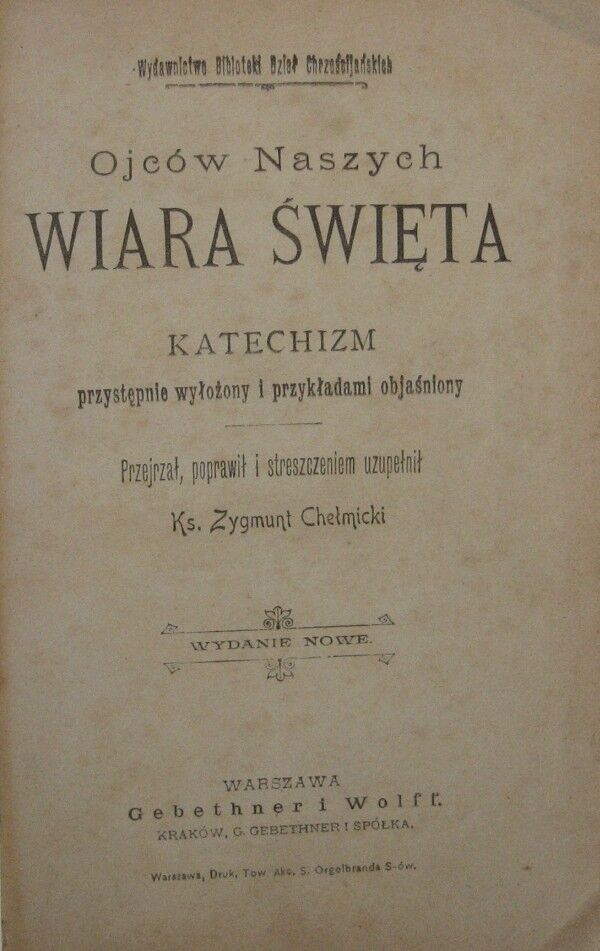 Wydawnictwo Biblioteki Dzieł Chrześcijańskich
Ojców Naszych
WIARA ŚWIĘTA
KATECHIZM
przystępnie wyłożony i przykładami objaśniony
Przejrzał, poprawił i streszczeniem uzupełnił
Ks. Zygmunt Chełmicki
WYDANIE NOWE.
WARSZAWA
Gebethner i Wolff.
KRAKÓW, G. GEBETHNER I SPÓŁKA.
Warszawa, Druk. Tow. Akc. S. Orgelbranda S-ów.